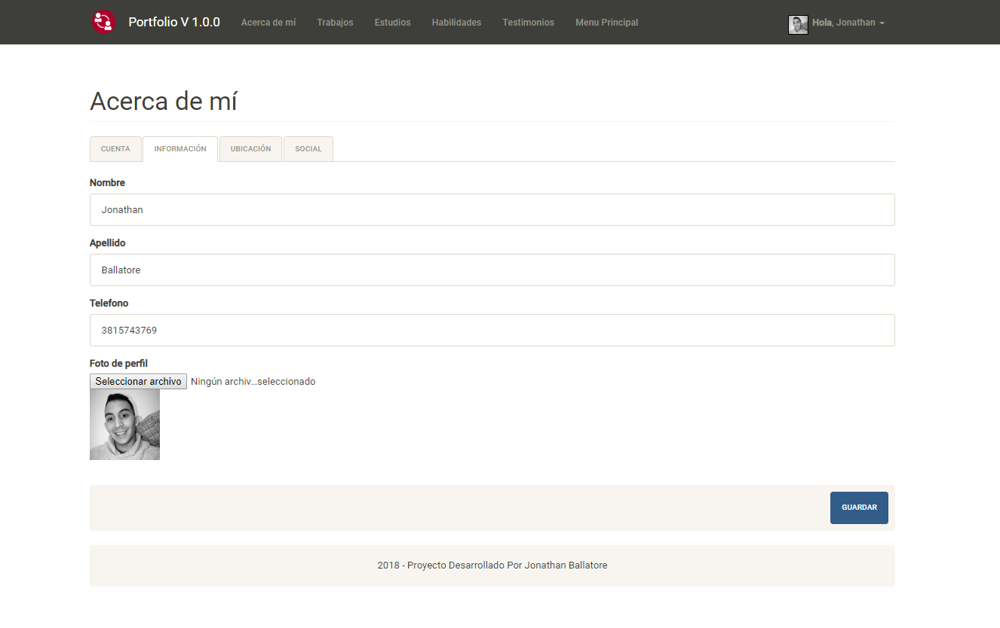 Portfolio V 1.0.0 Acerca de mí Trabajos Estudios Habilidades Testimonios Menu Principal Hola, Jonathan
Acerca de mí
CUENTA INFORMACIÓN UBICACIÓN SOCIAL
Nombre
Jonathan
Apellido
Ballatore
Telefono
3815743769
Foto de perfil
Seleccionar archivo Ningún archiv...seleccionado
GUARDAR
2018 - Proyecto Desarrollado Por Jonathan Ballatore